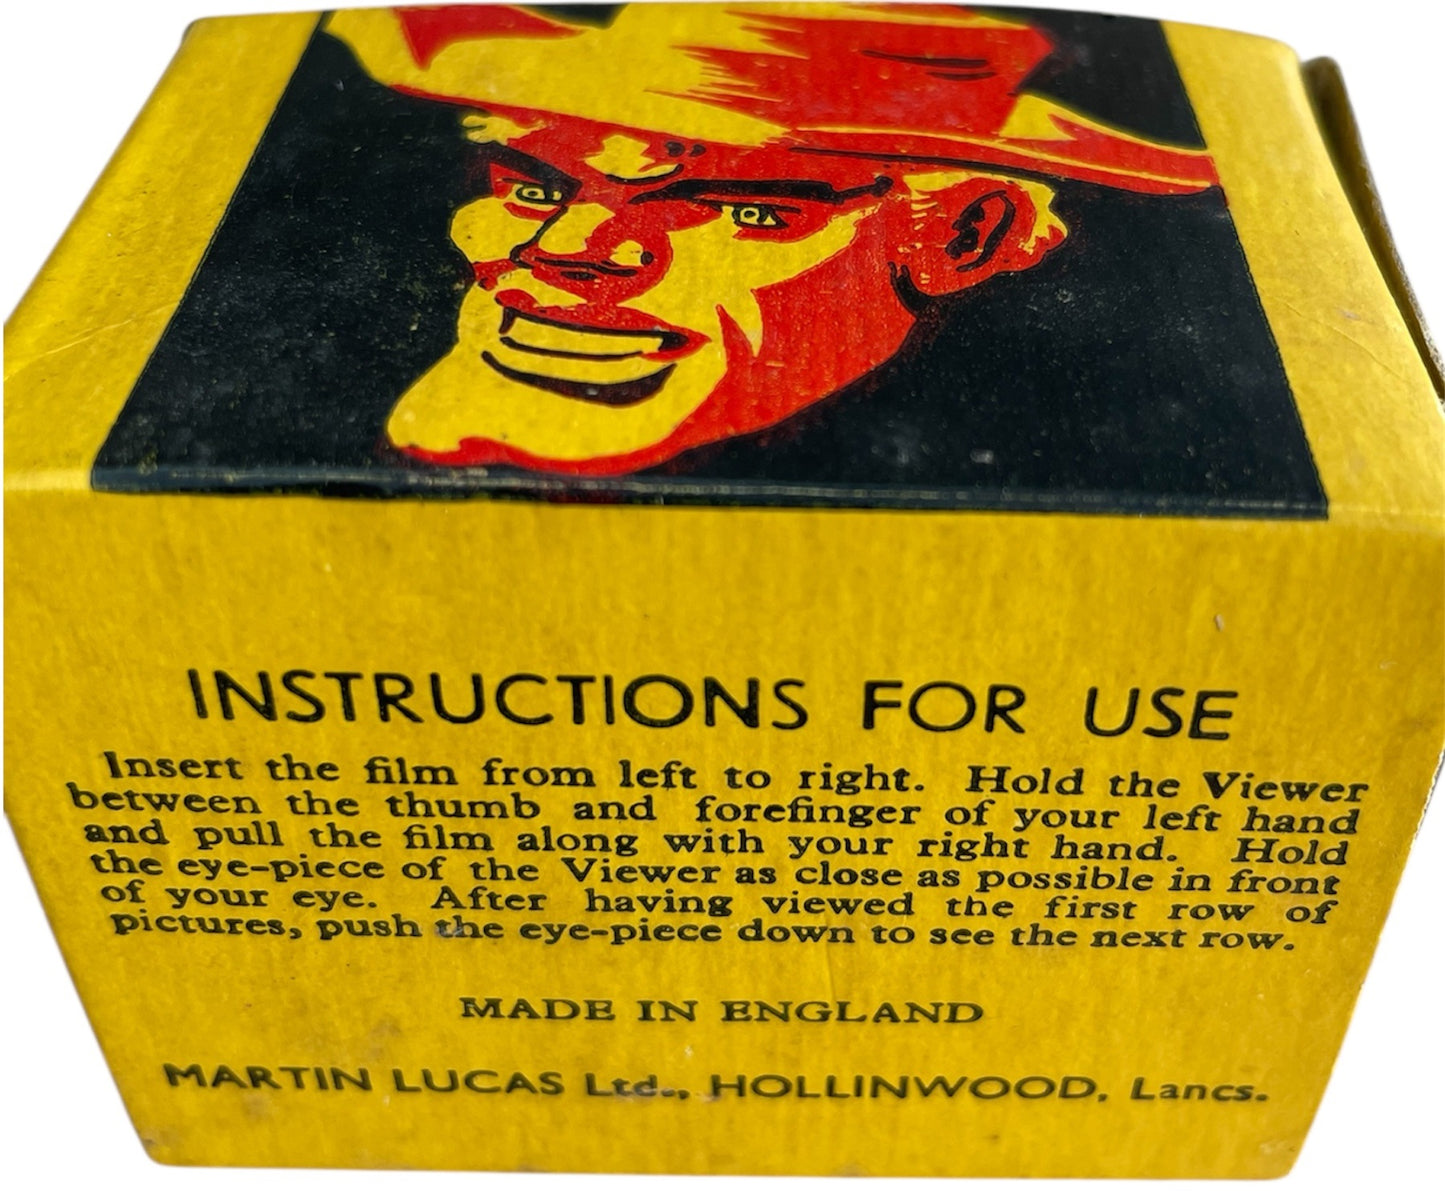 INSTRUCTIONS FOR USE
Insert the film from left to right. Hold the Viewer
between the thumb and forefinger of your left hand
and pull the film along with your right hand. Hold
the eye-piece of the Viewer as close as possible in front
of your eye. After having viewed the first row of
pictures, push the eye-piece down to see the next row.
MADE IN ENGLAND
MARTIN LUCAS Ltd., HOLLINWOOD, Lancs.